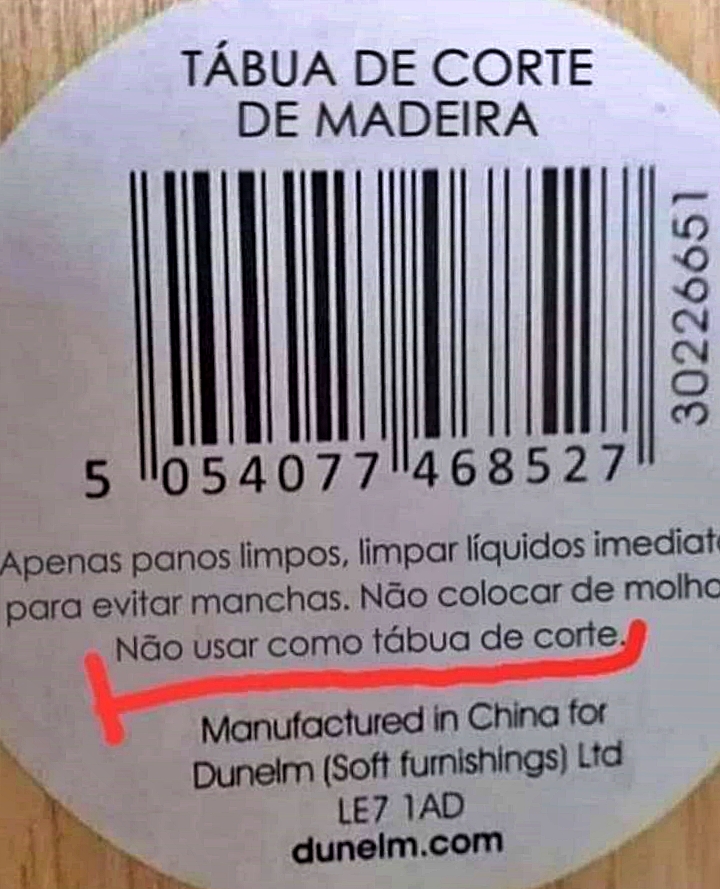 TÁBUA DE CORTE
DE MADEIRA
30226651
5 054077 468527
Apenas panos limpos, limpar líquidos imediat
para evitar manchas. Não colocar de molho
Não usar como tábua de corte.
Manufactured in China for
Dunelm (Soft furnishings) Ltd
LE7 1AD
dunelm.com